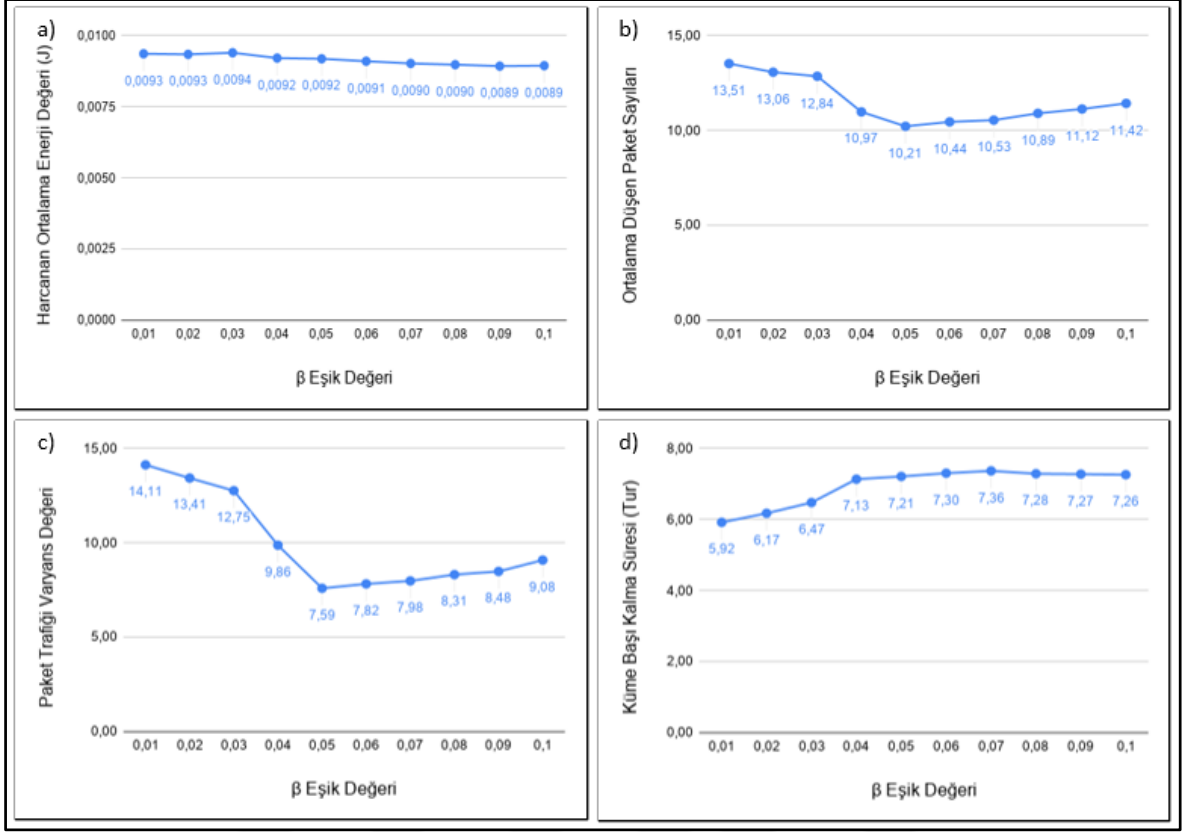 a)
Harcanan Ortalama Enerji Değeri (J)
0,0100
0,0075
0,0050
0,0025
0,0000
0,0093 0,0093 0,0094 0,0092 0,0092 0,0091 0,0090 0,0090 0,0089 0,0089
0,01 0,02 0,03 0,04 0,05 0,06 0,07 0,08 0,09 0,1
β Eşik Değeri
b)
Ortalama Düşen Paket Sayıları
15,00
10,00
5,00
0,00
13,51 13,06 12,84 10,97 10,21 10,44 10,53 10,89 11,12 11,42
0,01 0,02 0,03 0,04 0,05 0,06 0,07 0,08 0,09 0,1
β Eşik Değeri
c)
Paket Trafiği Varyans Değeri
15,00
10,00
5,00
0,00
14,11 13,41 12,75 9,86 7,59 7,82 7,98 8,31 8,48 9,08
0,01 0,02 0,03 0,04 0,05 0,06 0,07 0,08 0,09 0,1
β Eşik Değeri
d)
Küme Başı Kalma Süresi (Tur)
8,00
6,00
4,00
2,00
0,00
5,92 6,17 6,47 7,13 7,21 7,30 7,36 7,28 7,27 7,26
0,01 0,02 0,03 0,04 0,05 0,06 0,07 0,08 0,09 0,1
β Eşik Değeri